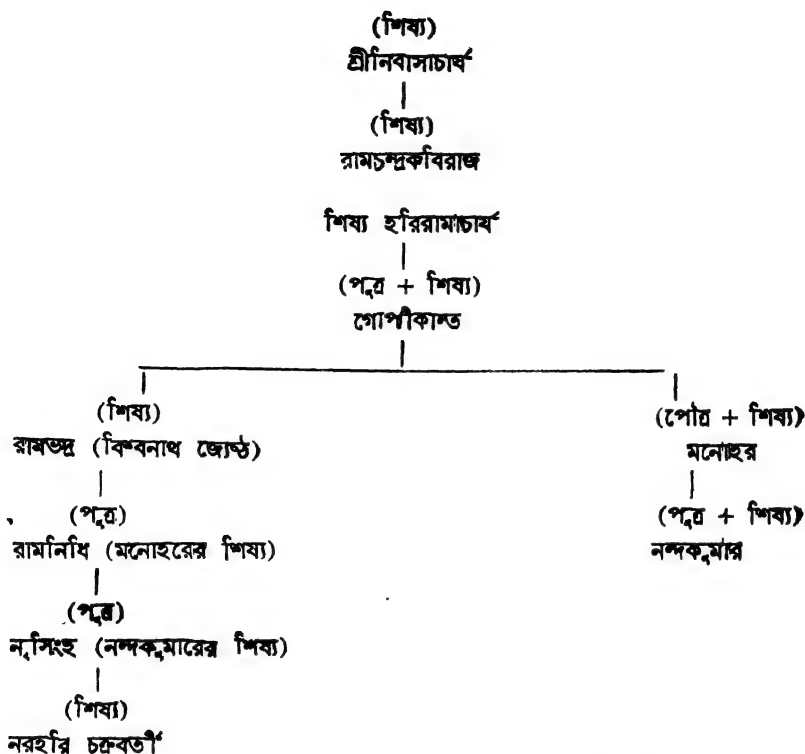 (শিষ্য)
শ্রীনিবাসাচার্য
(শিষ্য)
রামচন্দ্রকবিরাজ
শিষ্য হরিরামাচার্য
(পুত্র + শিষ্য)
গোপীকান্ত
(শিষ্য) (পৌত্র + শিষ্য)
রামভদ্র (বিশ্বনাথ জ্যেষ্ঠ) মনোহর
(পুত্র) (পুত্র + শিষ্য)
রামনিধি (মনোহরের শিষ্য) নন্দকুমার
(পুত্র)
নৃসিংহ (নন্দকুমারের শিষ্য)
(শিষ্য)
নরহরি চক্রবর্তী